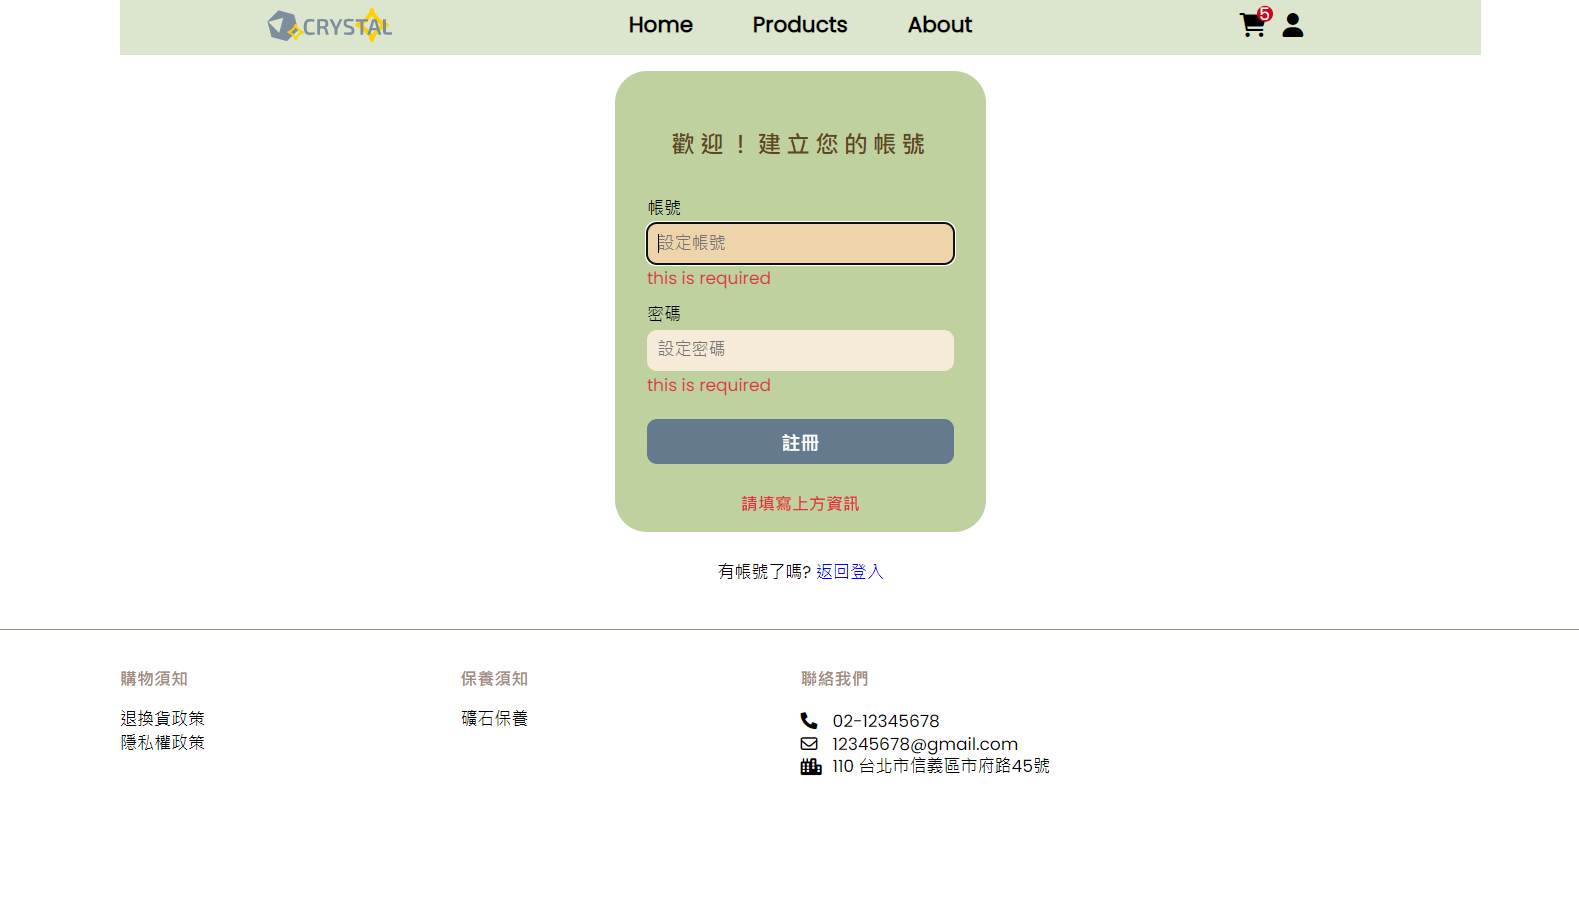 CRYSTAL
Home Products About
5
歡迎！建立您的帳號
帳號
設定帳號
this is required
密碼
設定密碼
this is required
註冊
請填寫上方資訊
有帳號了嗎? 返回登入
購物須知
退換貨政策
隱私權政策
保養須知
礦石保養
聯絡我們
02-12345678
12345678@gmail.com
110 台北市信義區市府路45號